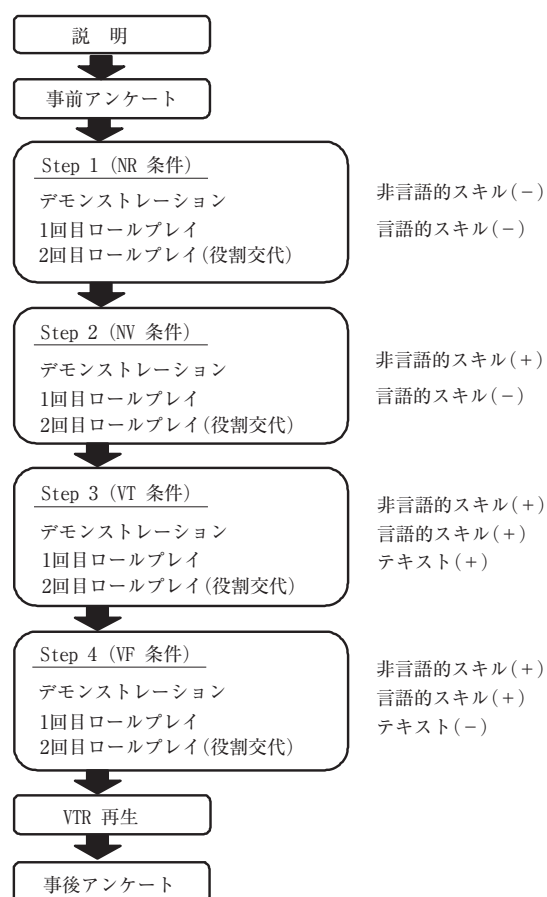 説 明
事前アンケート
Step 1 (NR 条件)
デモンストレーション
1回目ロールプレイ
2回目ロールプレイ(役割交代)
非言語的スキル(－)
言語的スキル(－)
Step 2 (NV 条件)
デモンストレーション
1回目ロールプレイ
2回目ロールプレイ(役割交代)
非言語的スキル(+)
言語的スキル(－)
Step 3 (VT 条件)
デモンストレーション
1回目ロールプレイ
2回目ロールプレイ(役割交代)
非言語的スキル(+)
言語的スキル(+)
テキスト(+)
Step 4 (VF 条件)
デモンストレーション
1回目ロールプレイ
2回目ロールプレイ(役割交代)
非言語的スキル(+)
言語的スキル(+)
テキスト(－)
VTR 再生
事後アンケート